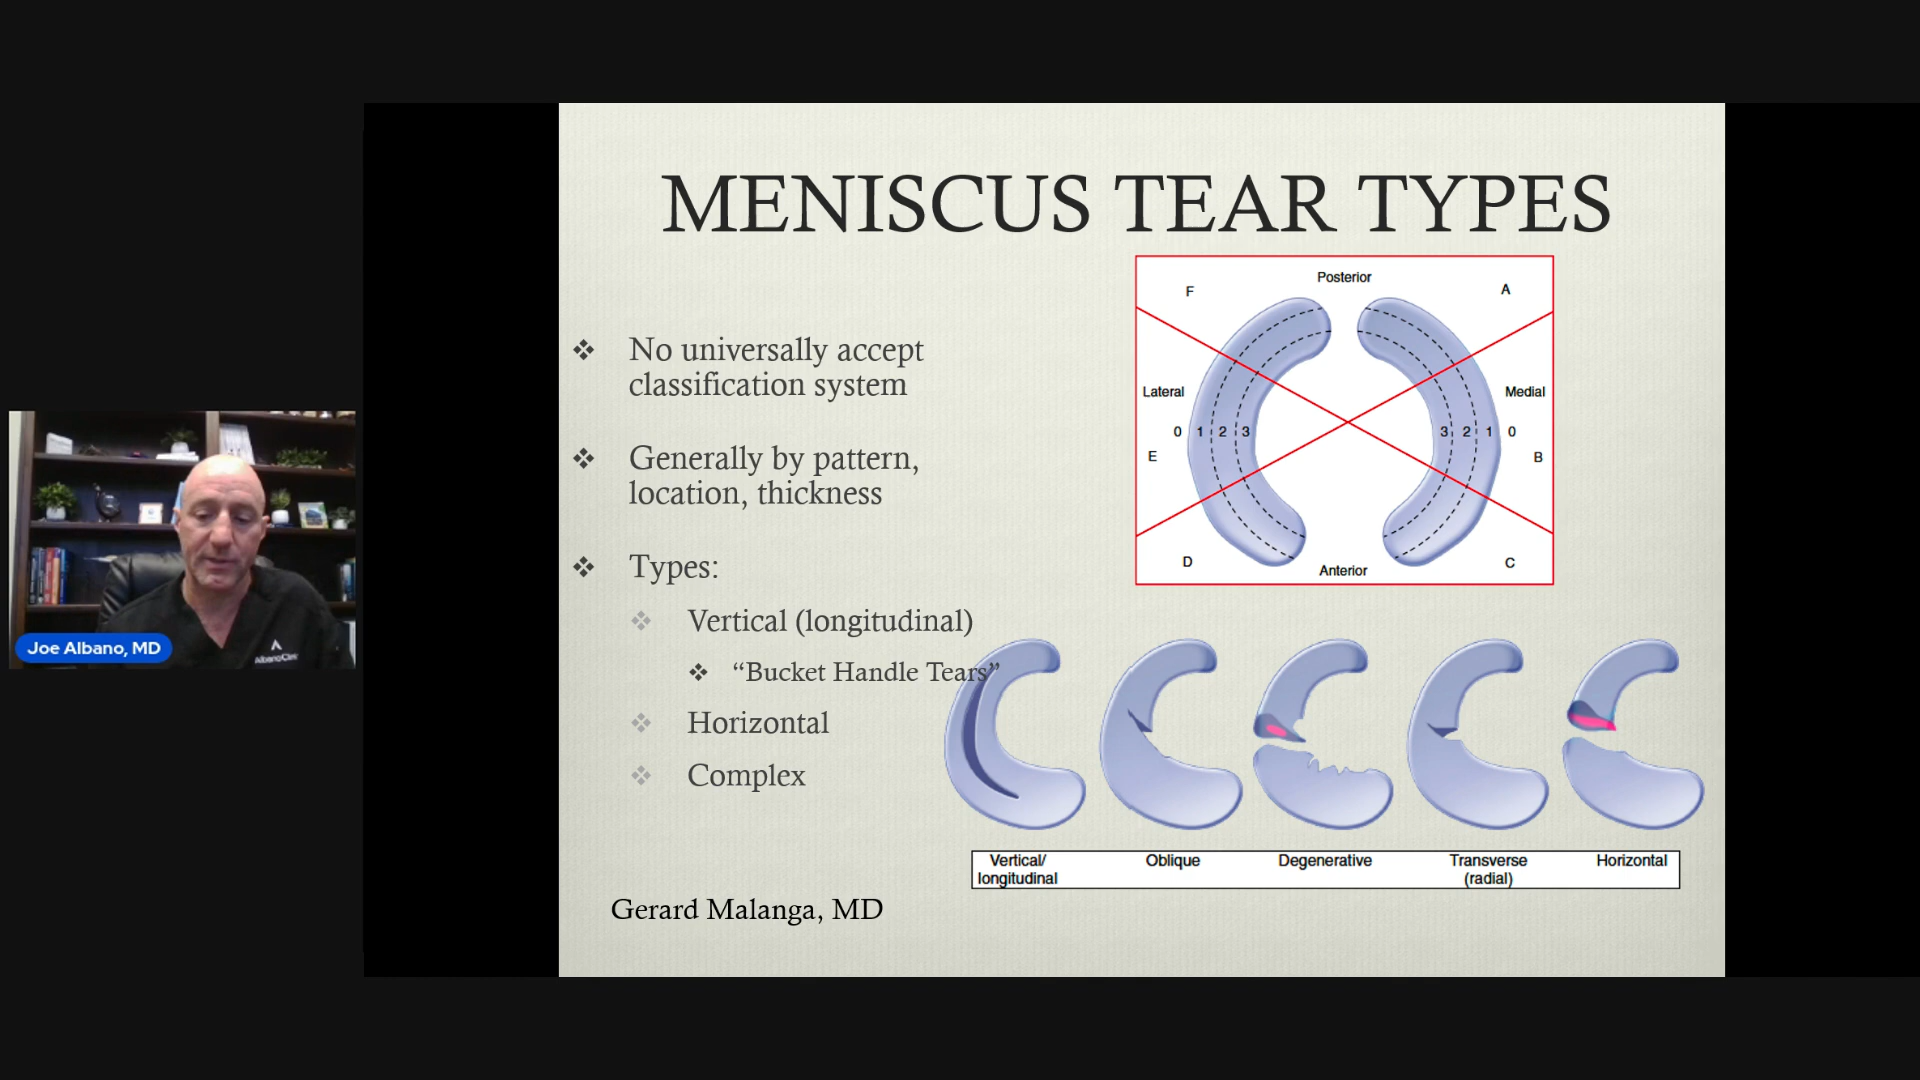 MENISCUS TEAR TYPES
No universally accept
classification system
Generally by pattern,
location, thickness
Types:
Vertical (longitudinal)
“Bucket Handle Tears”
Horizontal
Complex
Gerard Malanga, MD
Posterior
F
A
Lateral
Medial
0 1 2 3
3 2 1 0
E
B
D
C
Anterior
Vertical/
longitudinal
Oblique
Degenerative
Transverse
(radial)
Horizontal
Joe Albano, MD